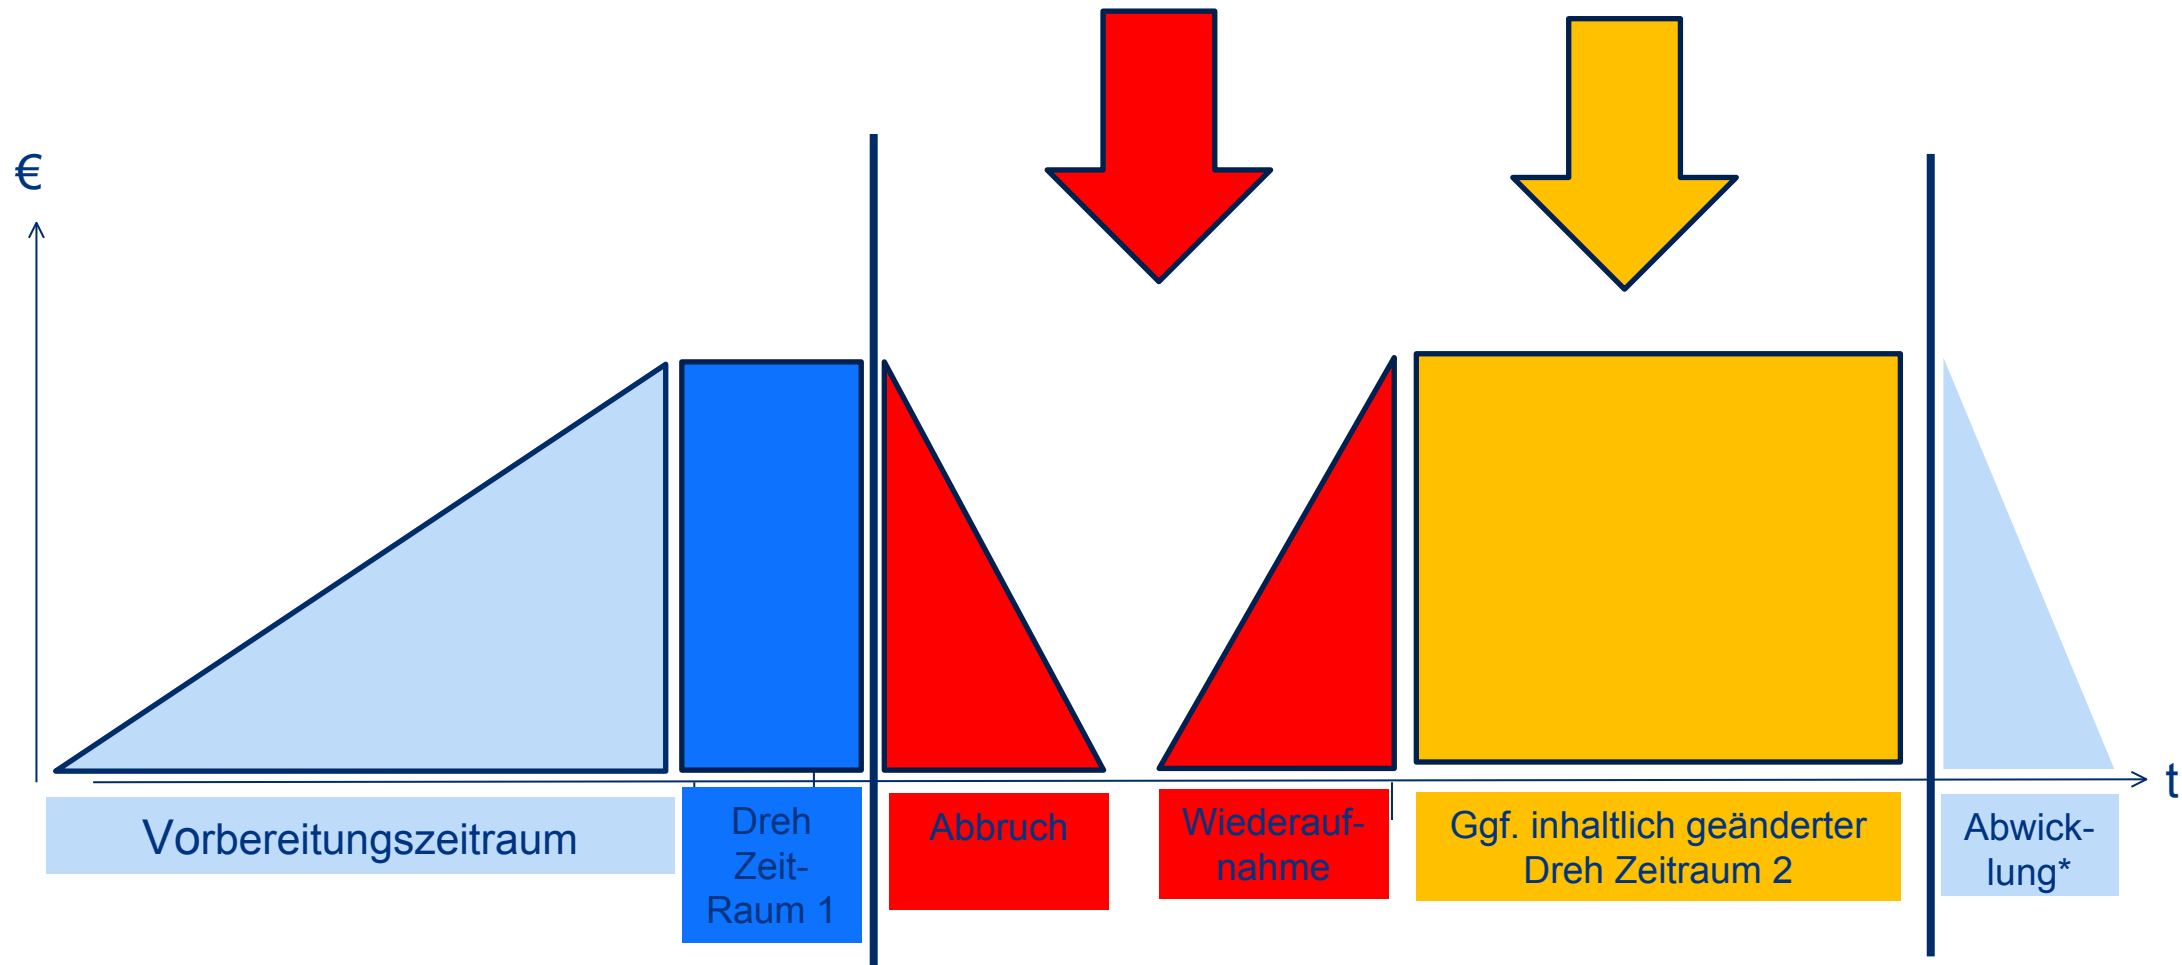 €
t
Vorbereitungszeitraum
Dreh
Zeit-
Raum 1
Abbruch
Wiederauf-
nahme
Ggf. inhaltlich geänderter
Dreh Zeitraum 2
Abwick-
lung*